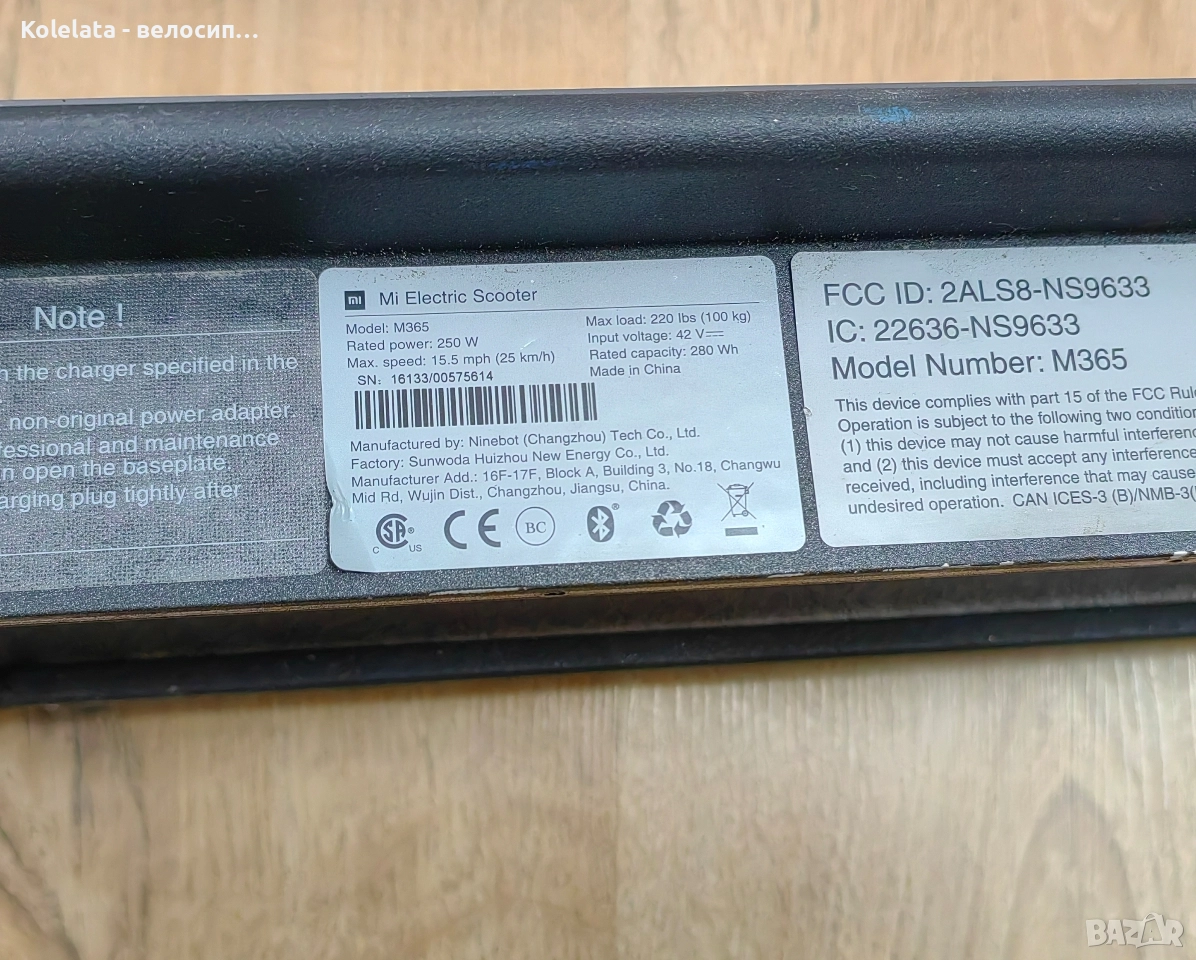 Kolelata - велосип...
Note !
the charger specified in the
non-original power adapter.
and maintenance
open the baseplate.
plug tightly after
mi Mi Electric Scooter
Model: M365
Rated power: 250 W
Max. speed: 15.5 mph (25 km/h)
SN: 16133/00575614
Max load: 220 lbs (100 kg)
Input voltage: 42 V⎓
Rated capacity: 280 Wh
Made in China
Manufactured by: Ninebot (Changzhou) Tech Co., Ltd.
Factory: Sunwoda Huizhou New Energy Co., Ltd.
Manufacturer Add.: 16F-17F, Block A, Building 3, No.18, Changwu
Mid Rd, Wujin Dist., Changzhou, Jiangsu, China.
C SA ® US CE BC ®
FCC ID: 2ALS8-NS9633
IC: 22636-NS9633
Model Number: M365
This device complies with part 15 of the FCC
Operation is subject to the following two
(1) this device may not cause harmful
and (2) this device must accept any interference
received, including interference that may cause
undesired operation. CAN ICES-3 (B)/NMB-3(
BAZAR